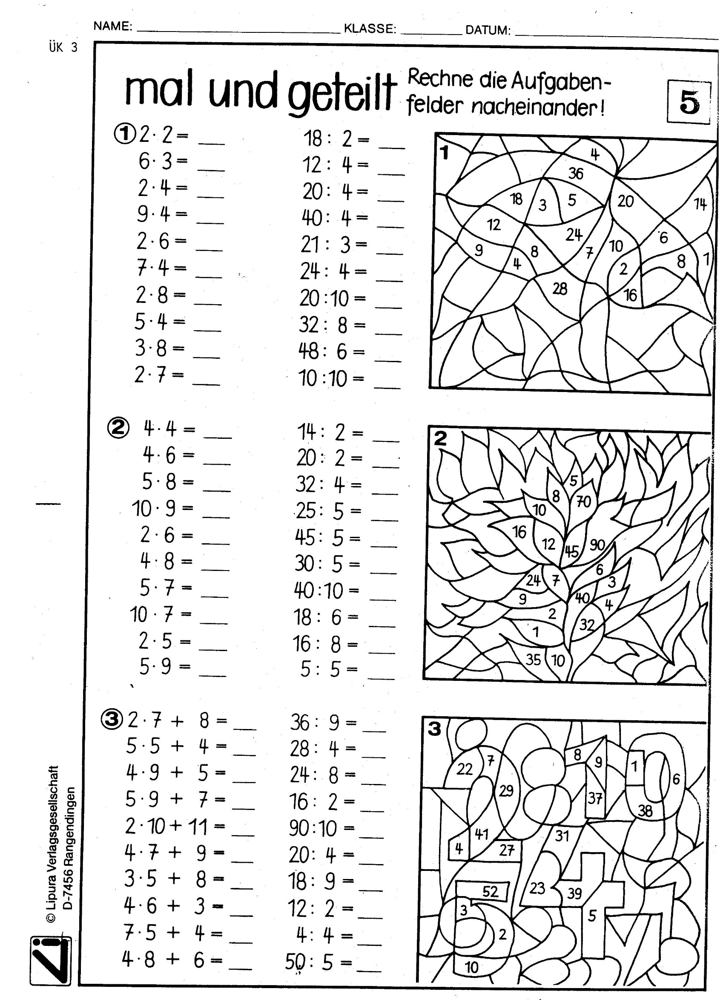 NAME: ____ KLASSE: ____ DATUM: ____
ÜK 3
mal und geteilt
Rechne die Aufgaben-
felder nacheinander!
5
① 2 · 2 = __ 18 : 2 = __
6 · 3 = __ 12 : 4 = __
2 · 4 = __ 20 : 4 = __
9 · 4 = __ 40 : 4 = __
2 · 6 = __ 21 : 3 = __
7 · 4 = __ 24 : 4 = __
2 · 8 = __ 20 : 10 = __
5 · 4 = __ 32 : 8 = __
3 · 8 = __ 48 : 6 = __
2 · 7 = __ 10 : 10 = __
1
4
36
18 3 5 20 14
12 24 6
9 4 8 7 10 2 8 1
28 16
② 4 · 4 = __ 14 : 2 = __
4 · 6 = __ 20 : 2 = __
5 · 8 = __ 32 : 4 = __
10 · 9 = __ 25 : 5 = __
2 · 6 = __ 45 : 5 = __
4 · 8 = __ 30 : 5 = __
5 · 7 = __ 40 : 10 = __
10 · 7 = __ 18 : 6 = __
2 · 5 = __ 16 : 8 = __
5 · 9 = __ 5 : 5 = __
2
5
8 70
10
16 12 45 90
6
24 7 3
9 40 4
2
1 32
35 10
③ 2 · 7 + 8 = __ 36 : 9 = __
5 · 5 + 4 = __ 28 : 4 = __
4 · 9 + 5 = __ 24 : 8 = __
5 · 9 + 7 = __ 16 : 2 = __
2 · 10 + 11 = __ 90 : 10 = __
4 · 7 + 9 = __ 20 : 4 = __
3 · 5 + 8 = __ 18 : 9 = __
4 · 6 + 3 = __ 12 : 2 = __
7 · 5 + 4 = __ 4 : 4 = __
4 · 8 + 6 = __ 50 : 5 = __
3
22 7 8 9 1 6
29 37 38
41 31
4 27
52 23 39
3 5
2
10
© Lipura Verlagsgesellschaft
D-7456 Rangendingen